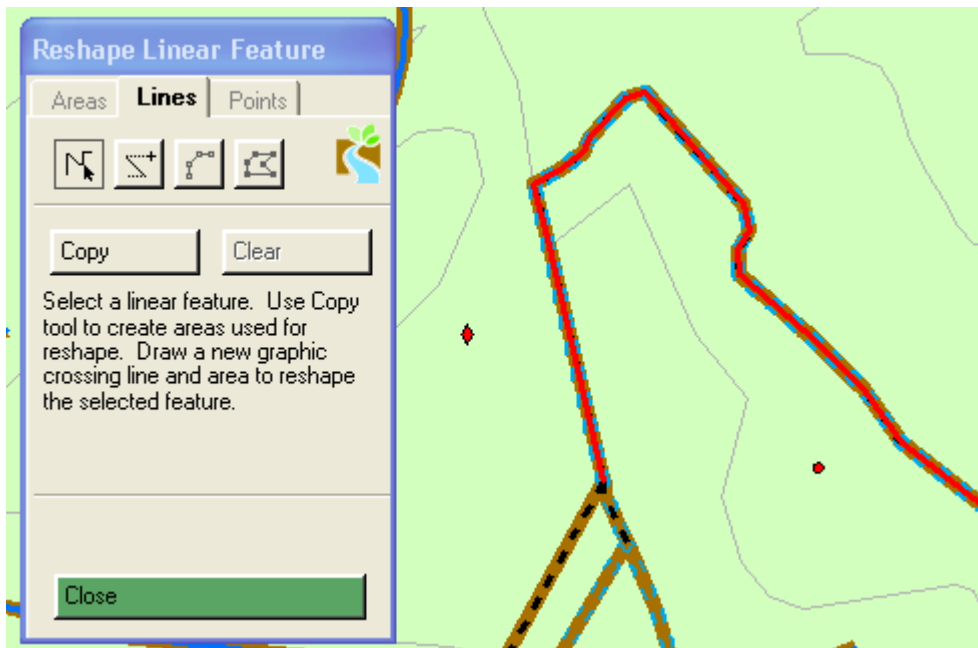 Reshape Linear Feature
Areas Lines Points
Copy Clear
Select a linear feature. Use Copy
tool to create areas used for
reshape. Draw a new graphic
crossing line and area to reshape
the selected feature.
Close